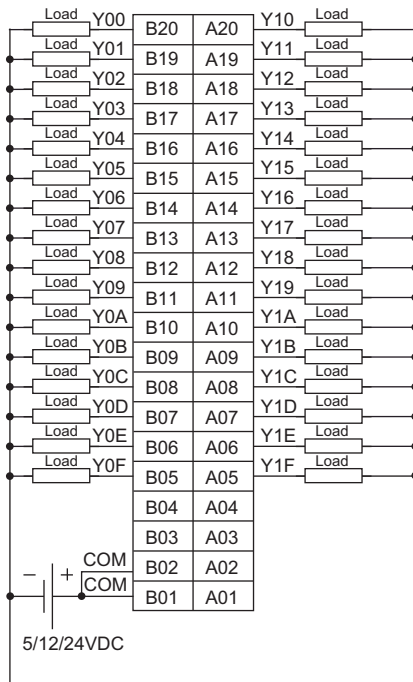 Load Y00 B20 A20 Y10 Load
Load Y01 B19 A19 Y11 Load
Load Y02 B18 A18 Y12 Load
Load Y03 B17 A17 Y13 Load
Load Y04 B16 A16 Y14 Load
Load Y05 B15 A15 Y15 Load
Load Y06 B14 A14 Y16 Load
Load Y07 B13 A13 Y17 Load
Load Y08 B12 A12 Y18 Load
Load Y09 B11 A11 Y19 Load
Load Y0A B10 A10 Y1A Load
Load Y0B B09 A09 Y1B Load
Load Y0C B08 A08 Y1C Load
Load Y0D B07 A07 Y1D Load
Load Y0E B06 A06 Y1E Load
Load Y0F B05 A05 Y1F Load
B04 A04
B03 A03
COM B02 A02
− + COM B01 A01
5/12/24VDC